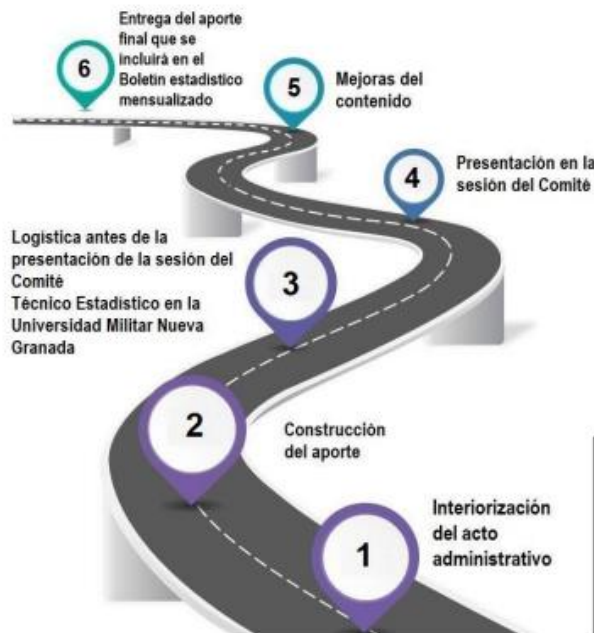 6
Entrega del aporte
final que se
incluirá en el
Boletín estadístico
mensualizado
5
Mejoras del
contenido
4
Presentación en la
sesión del Comité
Logística antes de la
presentación de la sesión del
Comité
Técnico Estadístico en la
Universidad Militar Nueva
Granada
3
2
Construcción
del aporte
1
Interiorización
del acto
administrativo